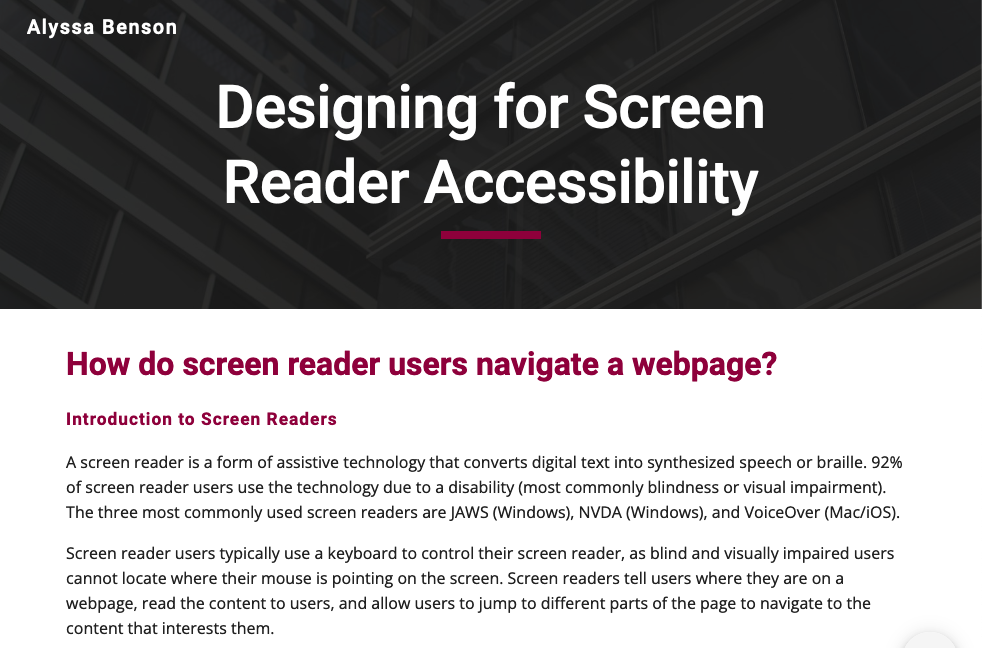 Alyssa Benson
Designing for Screen
Reader Accessibility
How do screen reader users navigate a webpage?
Introduction to Screen Readers
A screen reader is a form of assistive technology that converts digital text into synthesized speech or braille. 92%
of screen reader users use the technology due to a disability (most commonly blindness or visual impairment).
The three most commonly used screen readers are JAWS (Windows), NVDA (Windows), and VoiceOver (Mac/iOS).
Screen reader users typically use a keyboard to control their screen reader, as blind and visually impaired users
cannot locate where their mouse is pointing on the screen. Screen readers tell users where they are on a
webpage, read the content to users, and allow users to jump to different parts of the page to navigate to the
content that interests them.